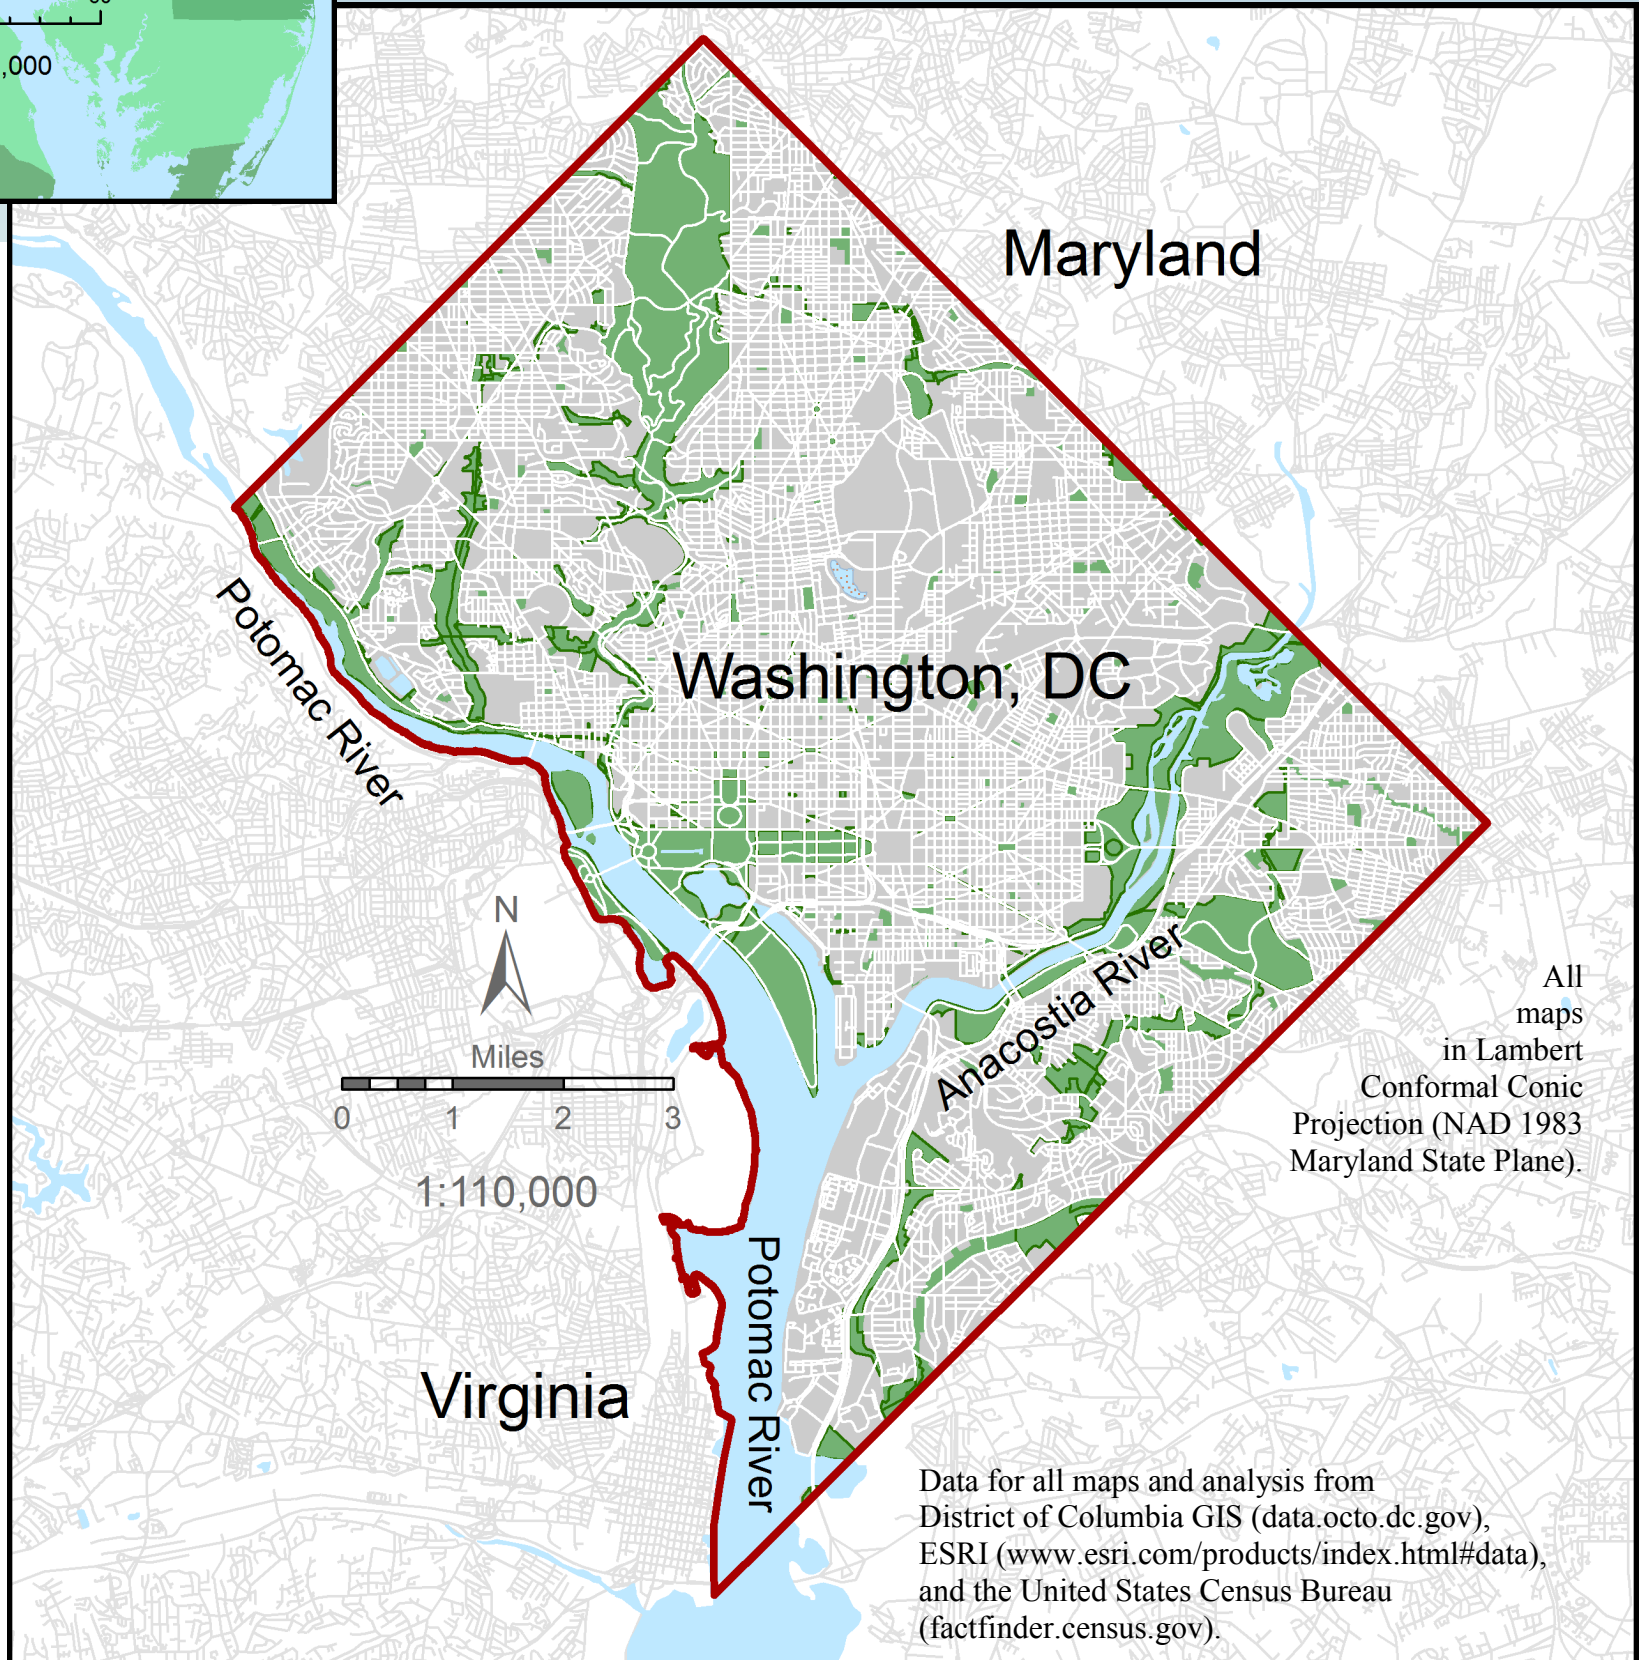 ,000
Maryland
Washington, DC
Potomac River
N
Miles
0 1 2 3
1:110,000
Anacostia River
Potomac River
Virginia
All
maps
in Lambert
Conformal Conic
Projection (NAD 1983
Maryland State Plane).
Data for all maps and analysis from
District of Columbia GIS (data.octo.dc.gov),
ESRI (www.esri.com/products/index.html#data),
and the United States Census Bureau
(factfinder.census.gov).